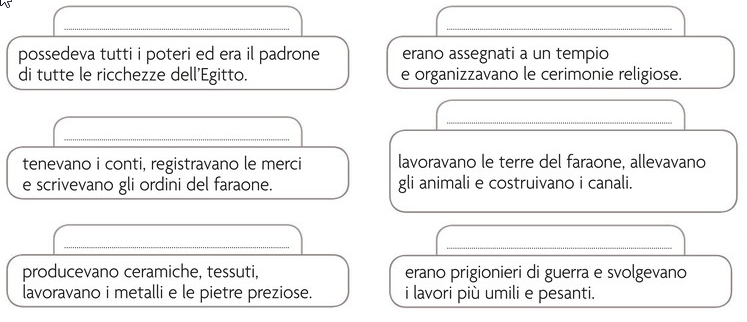 possedeva tutti i poteri ed era il padrone
di tutte le ricchezze dell'Egitto.
erano assegnati a un tempio
e organizzavano le cerimonie religiose.
tenevano i conti, registravano le merci
e scrivevano gli ordini del faraone.
lavoravano le terre del faraone, allevavano
gli animali e costruivano i canali.
producevano ceramiche, tessuti,
lavoravano i metalli e le pietre preziose.
erano prigionieri di guerra e svolgevano
i lavori più umili e pesanti.